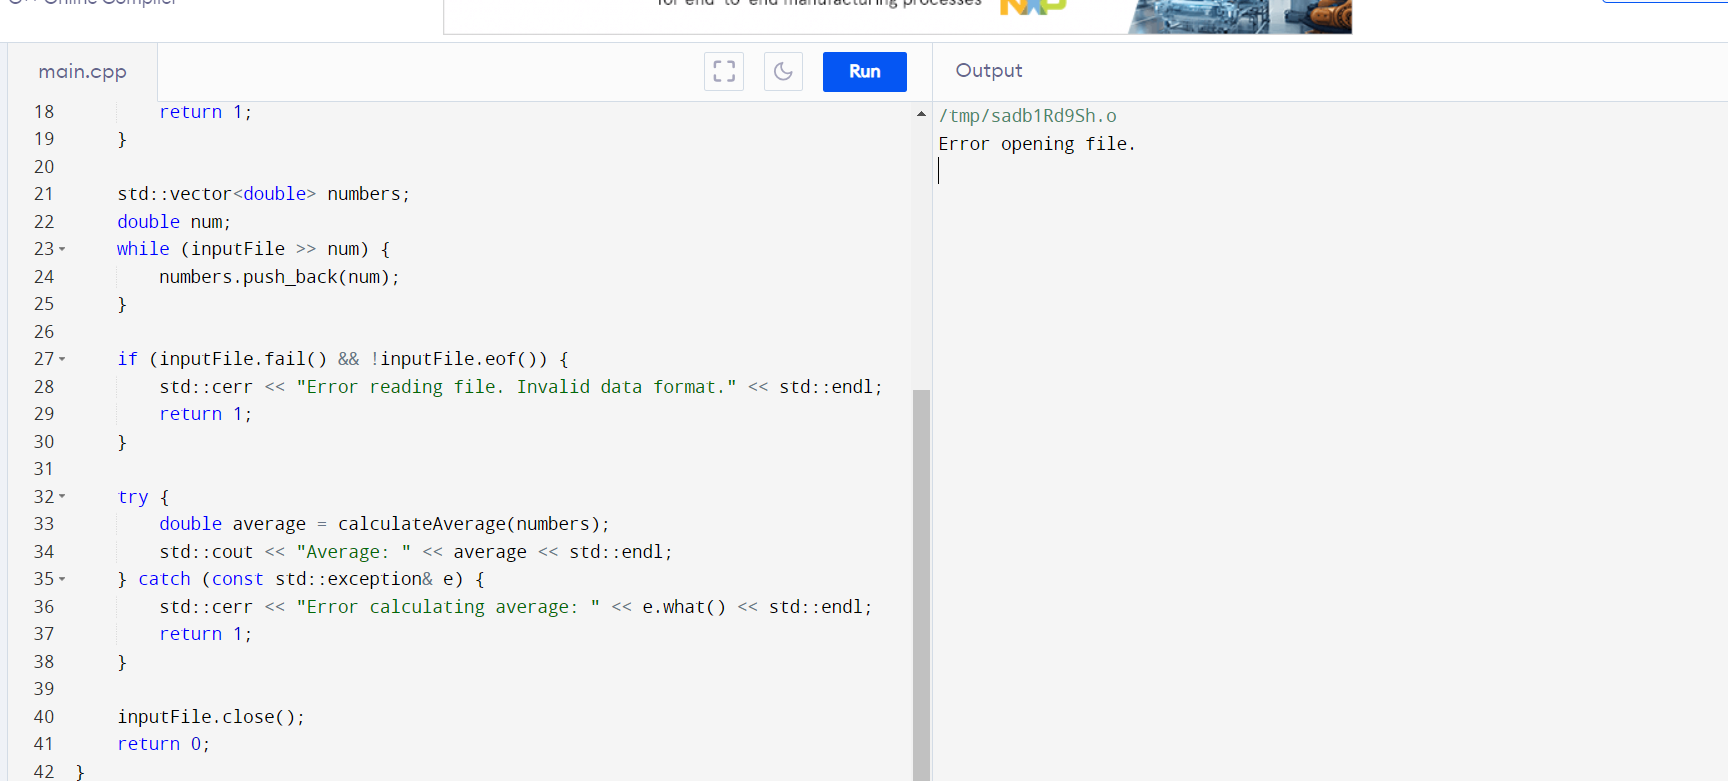 C++ Online Compiler
for end-to-end manufacturing processes
NXP
main.cpp
Run
Output
18 return 1;
19 }
20
21 std::vector<double> numbers;
22 double num;
23 while (inputFile >> num) {
24 numbers.push_back(num);
25 }
26
27 if (inputFile.fail() && !inputFile.eof()) {
28 std::cerr << "Error reading file. Invalid data format." << std::endl;
29 return 1;
30 }
31
32 try {
33 double average = calculateAverage(numbers);
34 std::cout << "Average: " << average << std::endl;
35 } catch (const std::exception& e) {
36 std::cerr << "Error calculating average: " << e.what() << std::endl;
37 return 1;
38 }
39
40 inputFile.close();
41 return 0;
42 }
/tmp/sadb1Rd9Sh.o
Error opening file.